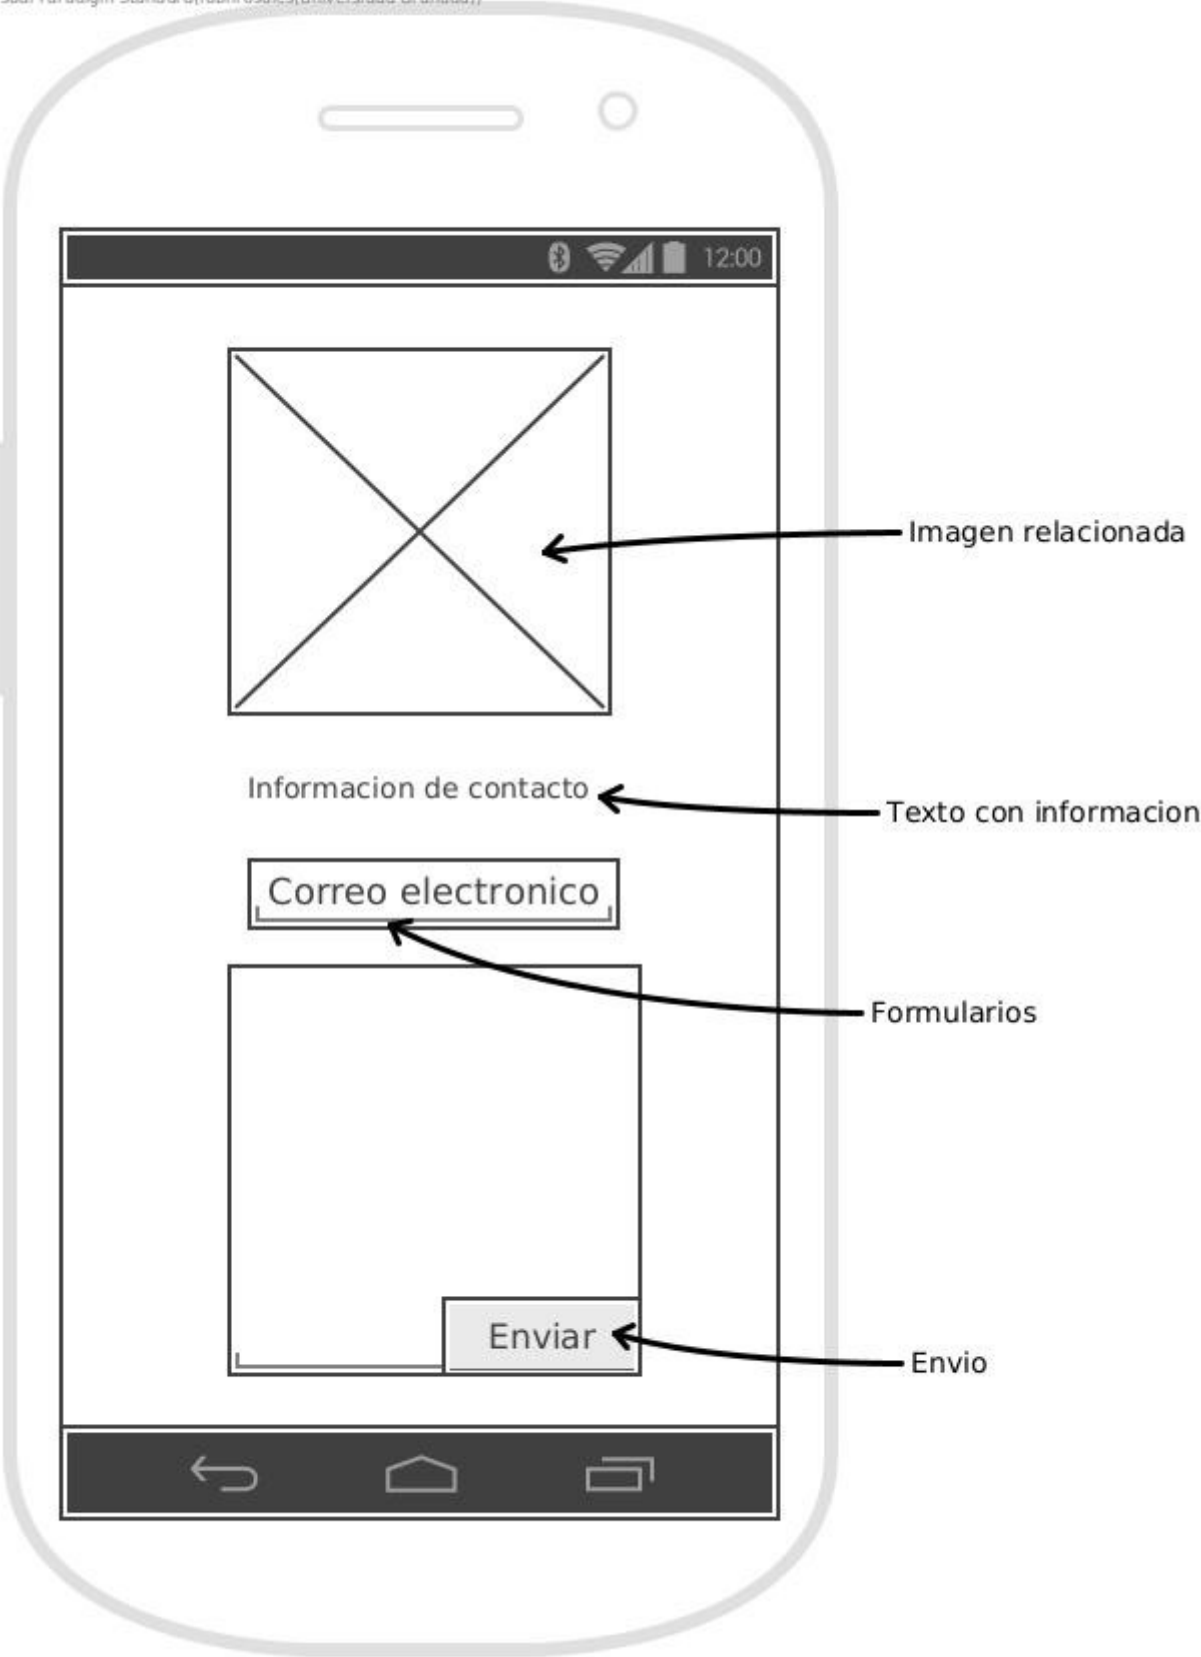 12:00
Imagen relacionada
Informacion de contacto
Texto con informacion
Correo electronico
Formularios
Enviar
Envio